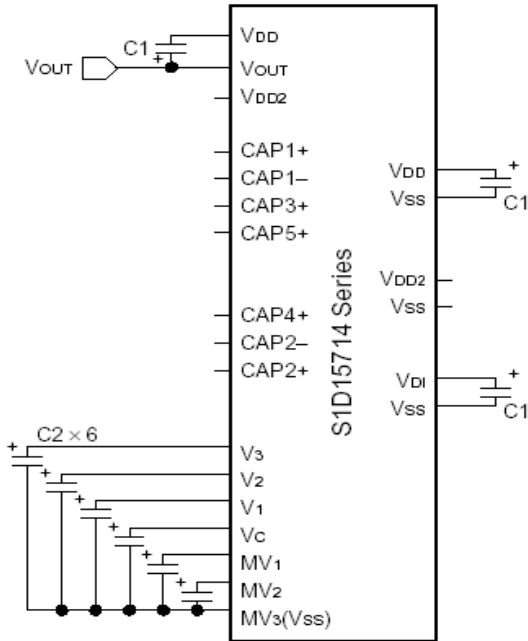 VDD
C1
+
VOUT
VOUT
VDD2
CAP1+
CAP1–
CAP3+
CAP5+
CAP4+
CAP2–
CAP2+
C2 × 6
+
V3
+
V2
+
V1
+
VC
+
MV1
+
MV2
MV3(VSS)
S1D15714 Series
VDD
+
VSS
C1
VDD2
VSS
VDI
+
VSS
C1